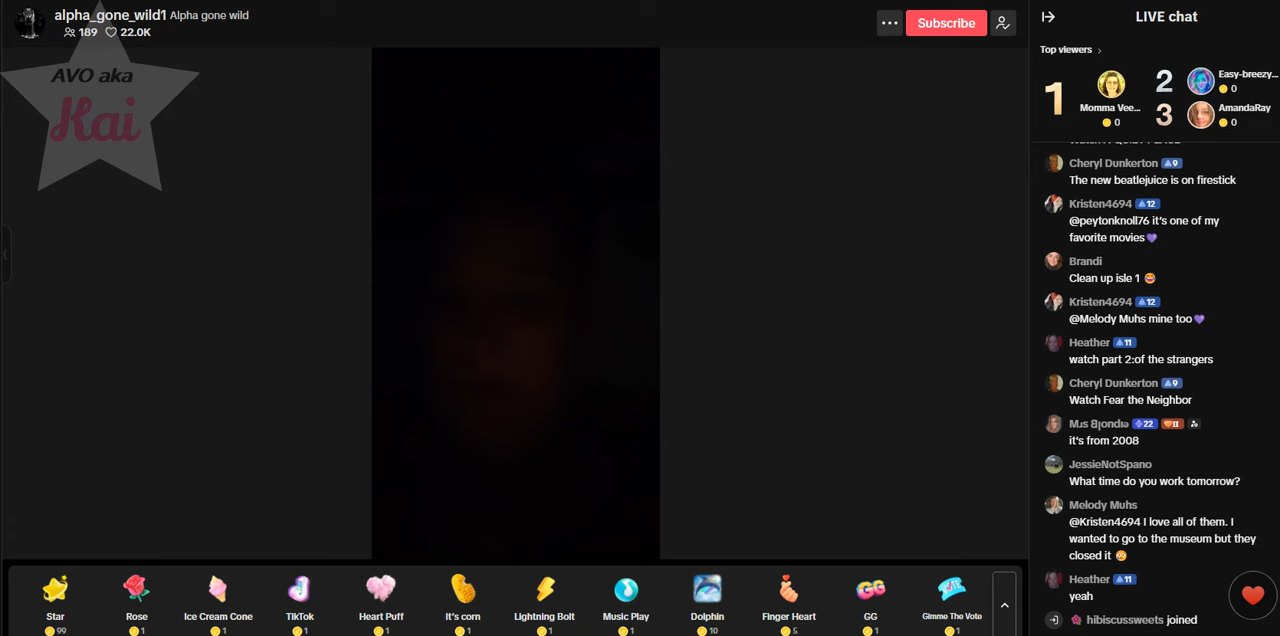 alpha_gone_wild1 Alpha gone wild
189 22.0K
Subscribe
AVO aka
Kai
LIVE chat
Top viewers
1
Momma Vee...
0
2
Easy-breezy...
0
3
AmandaRay
0
Cheryl Dunkerton 9
The new beatlejuice is on firestick
Kristen4694 12
@peytonknoll76 it's one of my
favorite movies💜
Brandi
Clean up isle 1 😂
Kristen4694 12
@Melody Muhs mine too💜
Heather 11
watch part 2:of the strangers
Cheryl Dunkerton 9
Watch Fear the Neighbor
22 II
it's from 2008
JessieNotSpano
What time do you work tomorrow?
Melody Muhs
@Kristen4694 I love all of them. I
wanted to go to the museum but they
closed it 😳
Heather 11
yeah
hibiscussweets joined
Star
99
Rose
1
Ice Cream Cone
1
TikTok
1
Heart Puff
1
It's corn
1
Lightning Bolt
1
Music Play
1
Dolphin
10
Finger Heart
5
GG
GG
1
Gimme The Vote
1